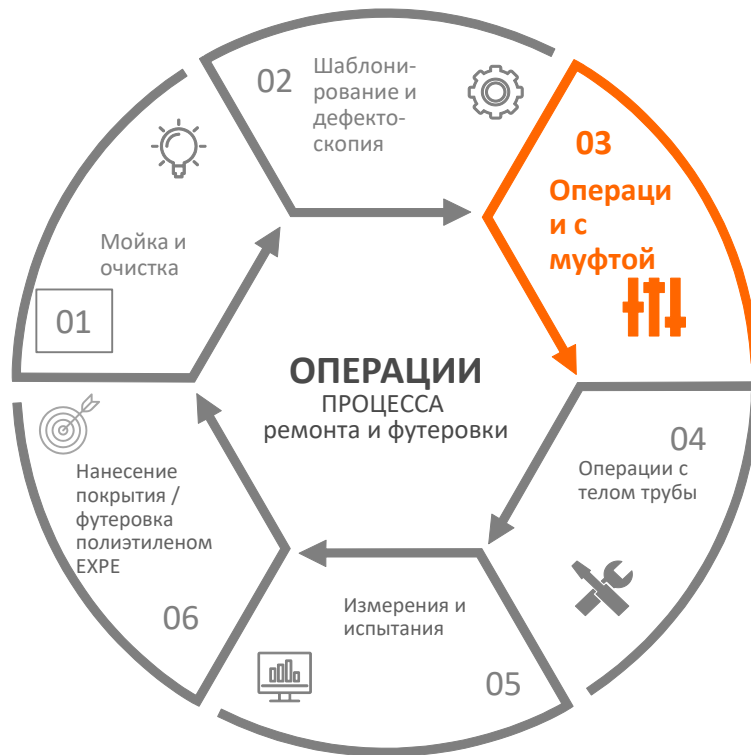 01
Мойка и
очистка
02
Шаблони-
рование и
дефекто-
скопия
03
Операци
и с
муфтой
04
Операции с
телом трубы
05
Измерения и
испытания
06
Нанесение
покрытия /
футеровка
полиэтиленом
EXPE
ОПЕРАЦИИ
ПРОЦЕССА
ремонта и футеровки